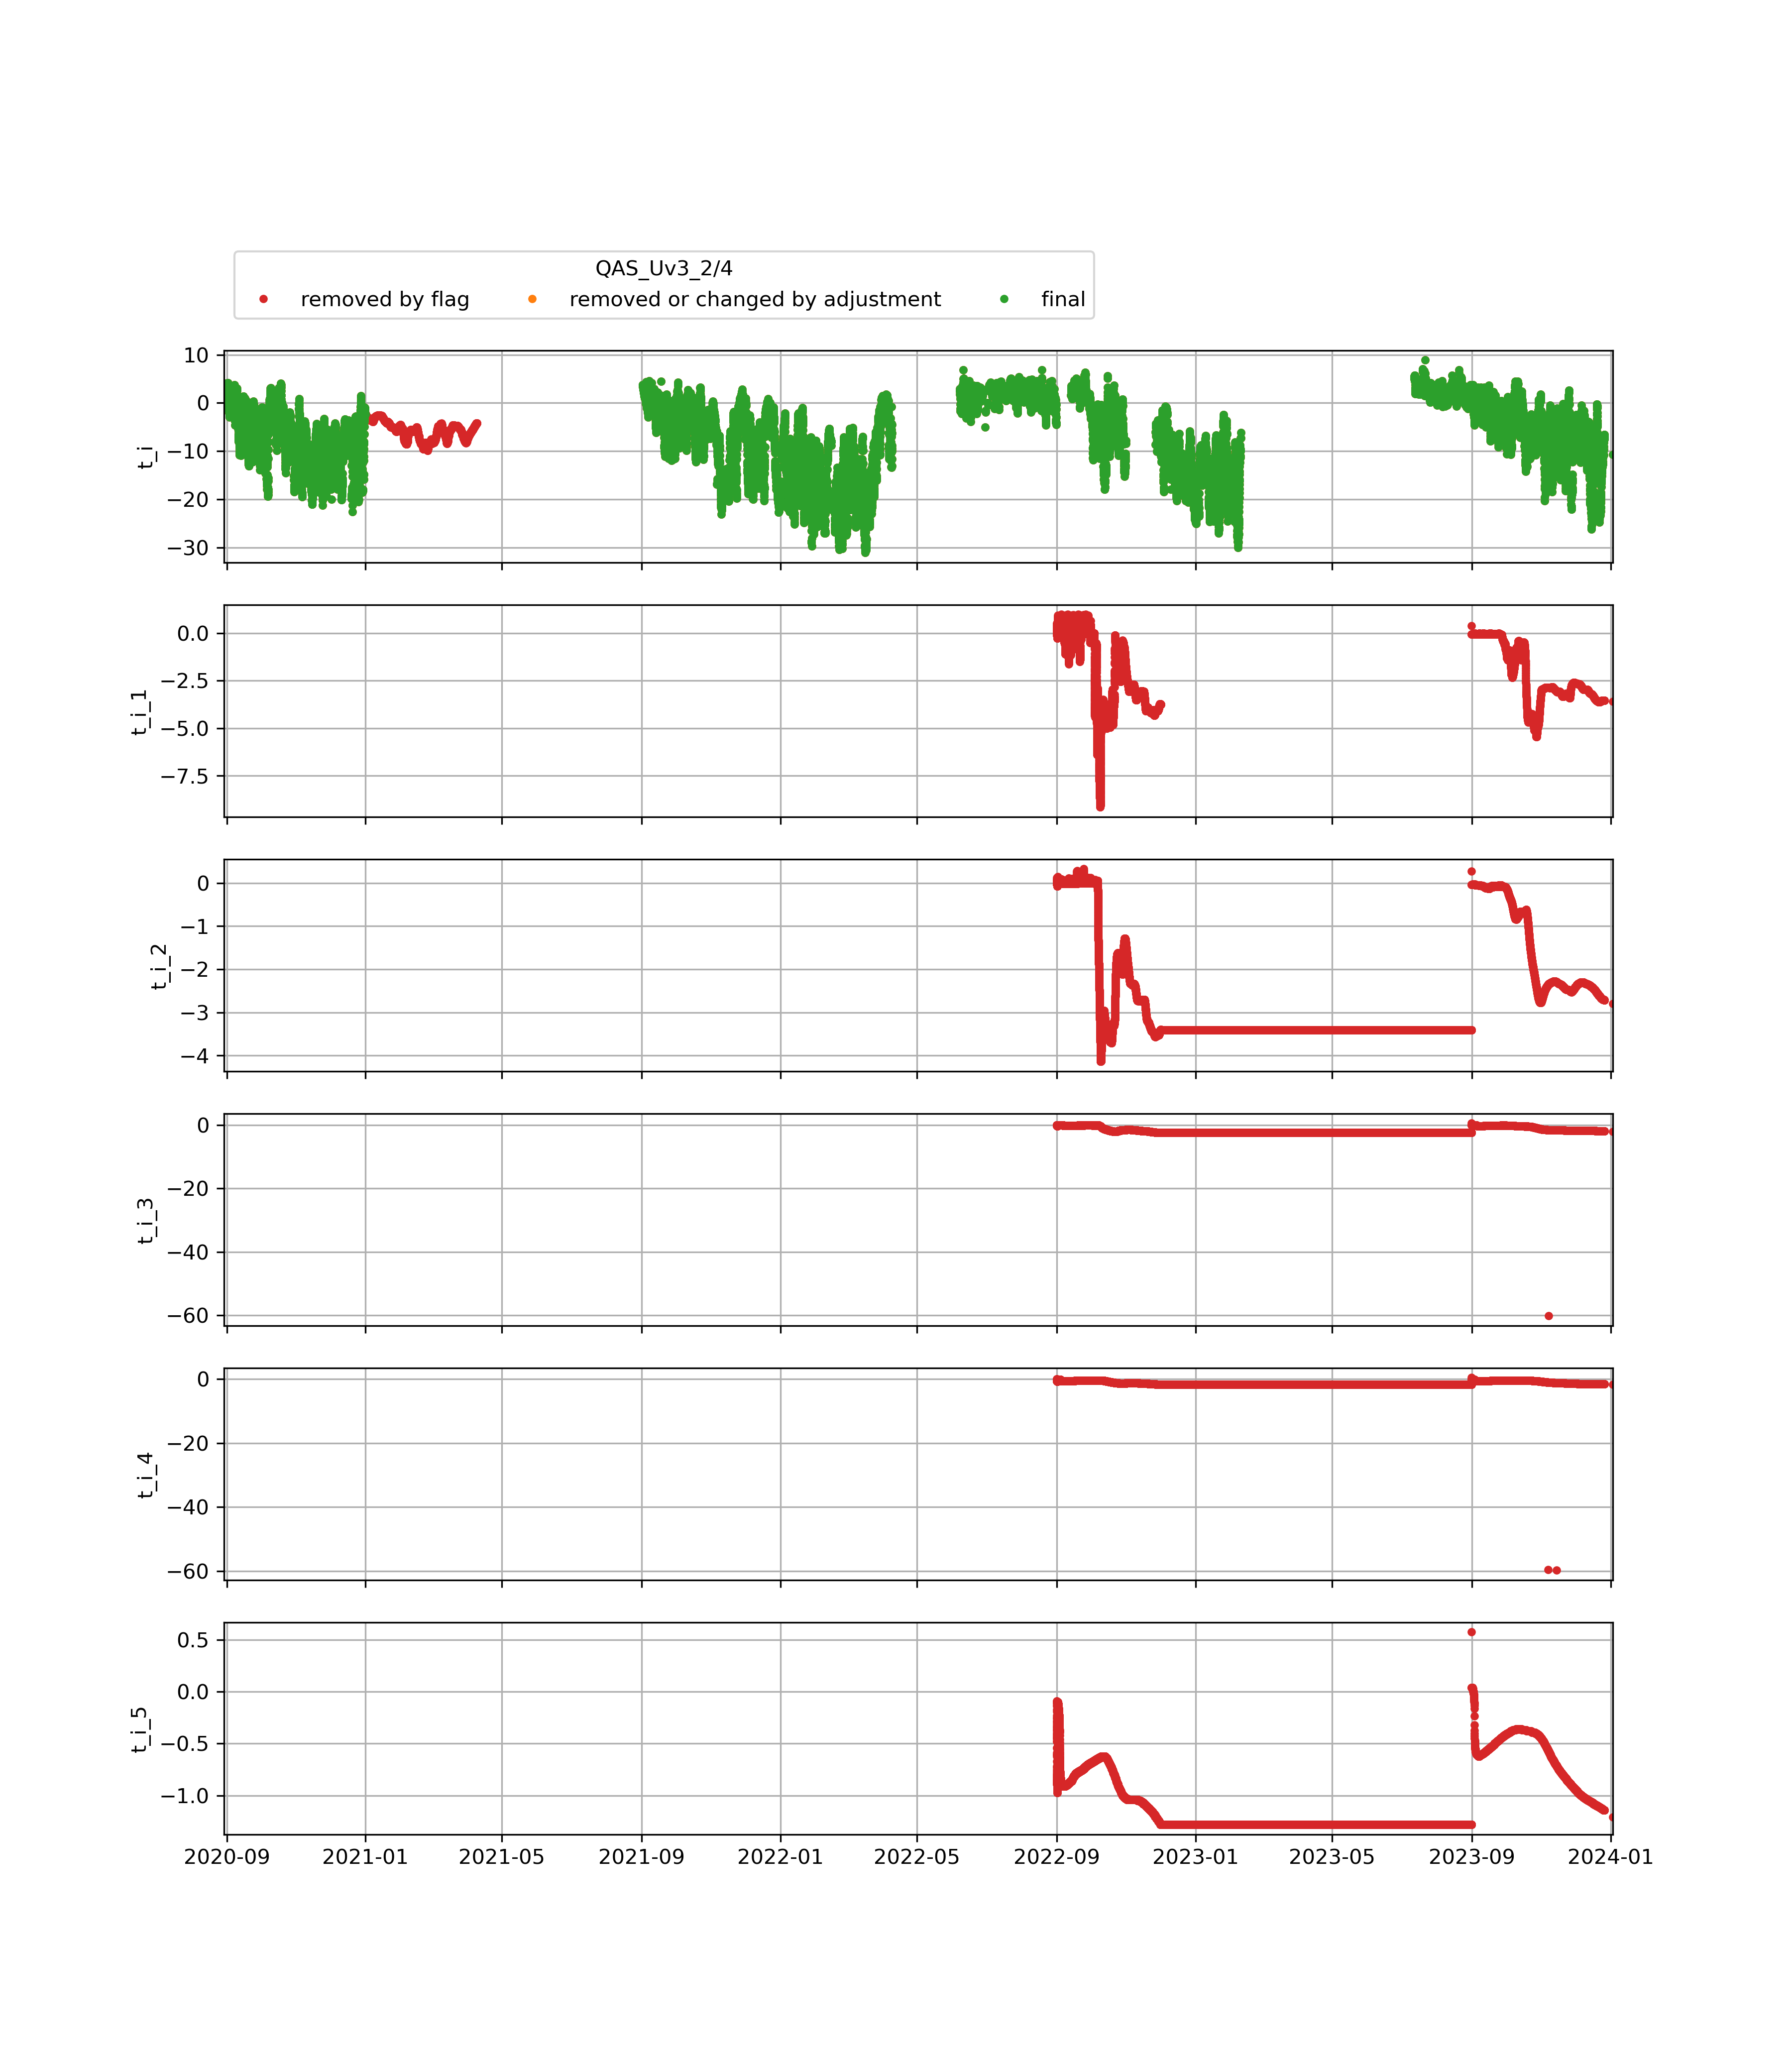 QAS_Uv3_2/4
removed by flag removed or changed by adjustment final
10
0
−10
−20
−30
t_i
0.0
−2.5
−5.0
−7.5
t_i_1
0
−1
−2
−3
−4
t_i_2
0
−20
−40
−60
t_i_3
0
−20
−40
−60
t_i_4
0.5
0.0
−0.5
−1.0
t_i_5
2020-09 2021-01 2021-05 2021-09 2022-01 2022-05 2022-09 2023-01 2023-05 2023-09 2024-01